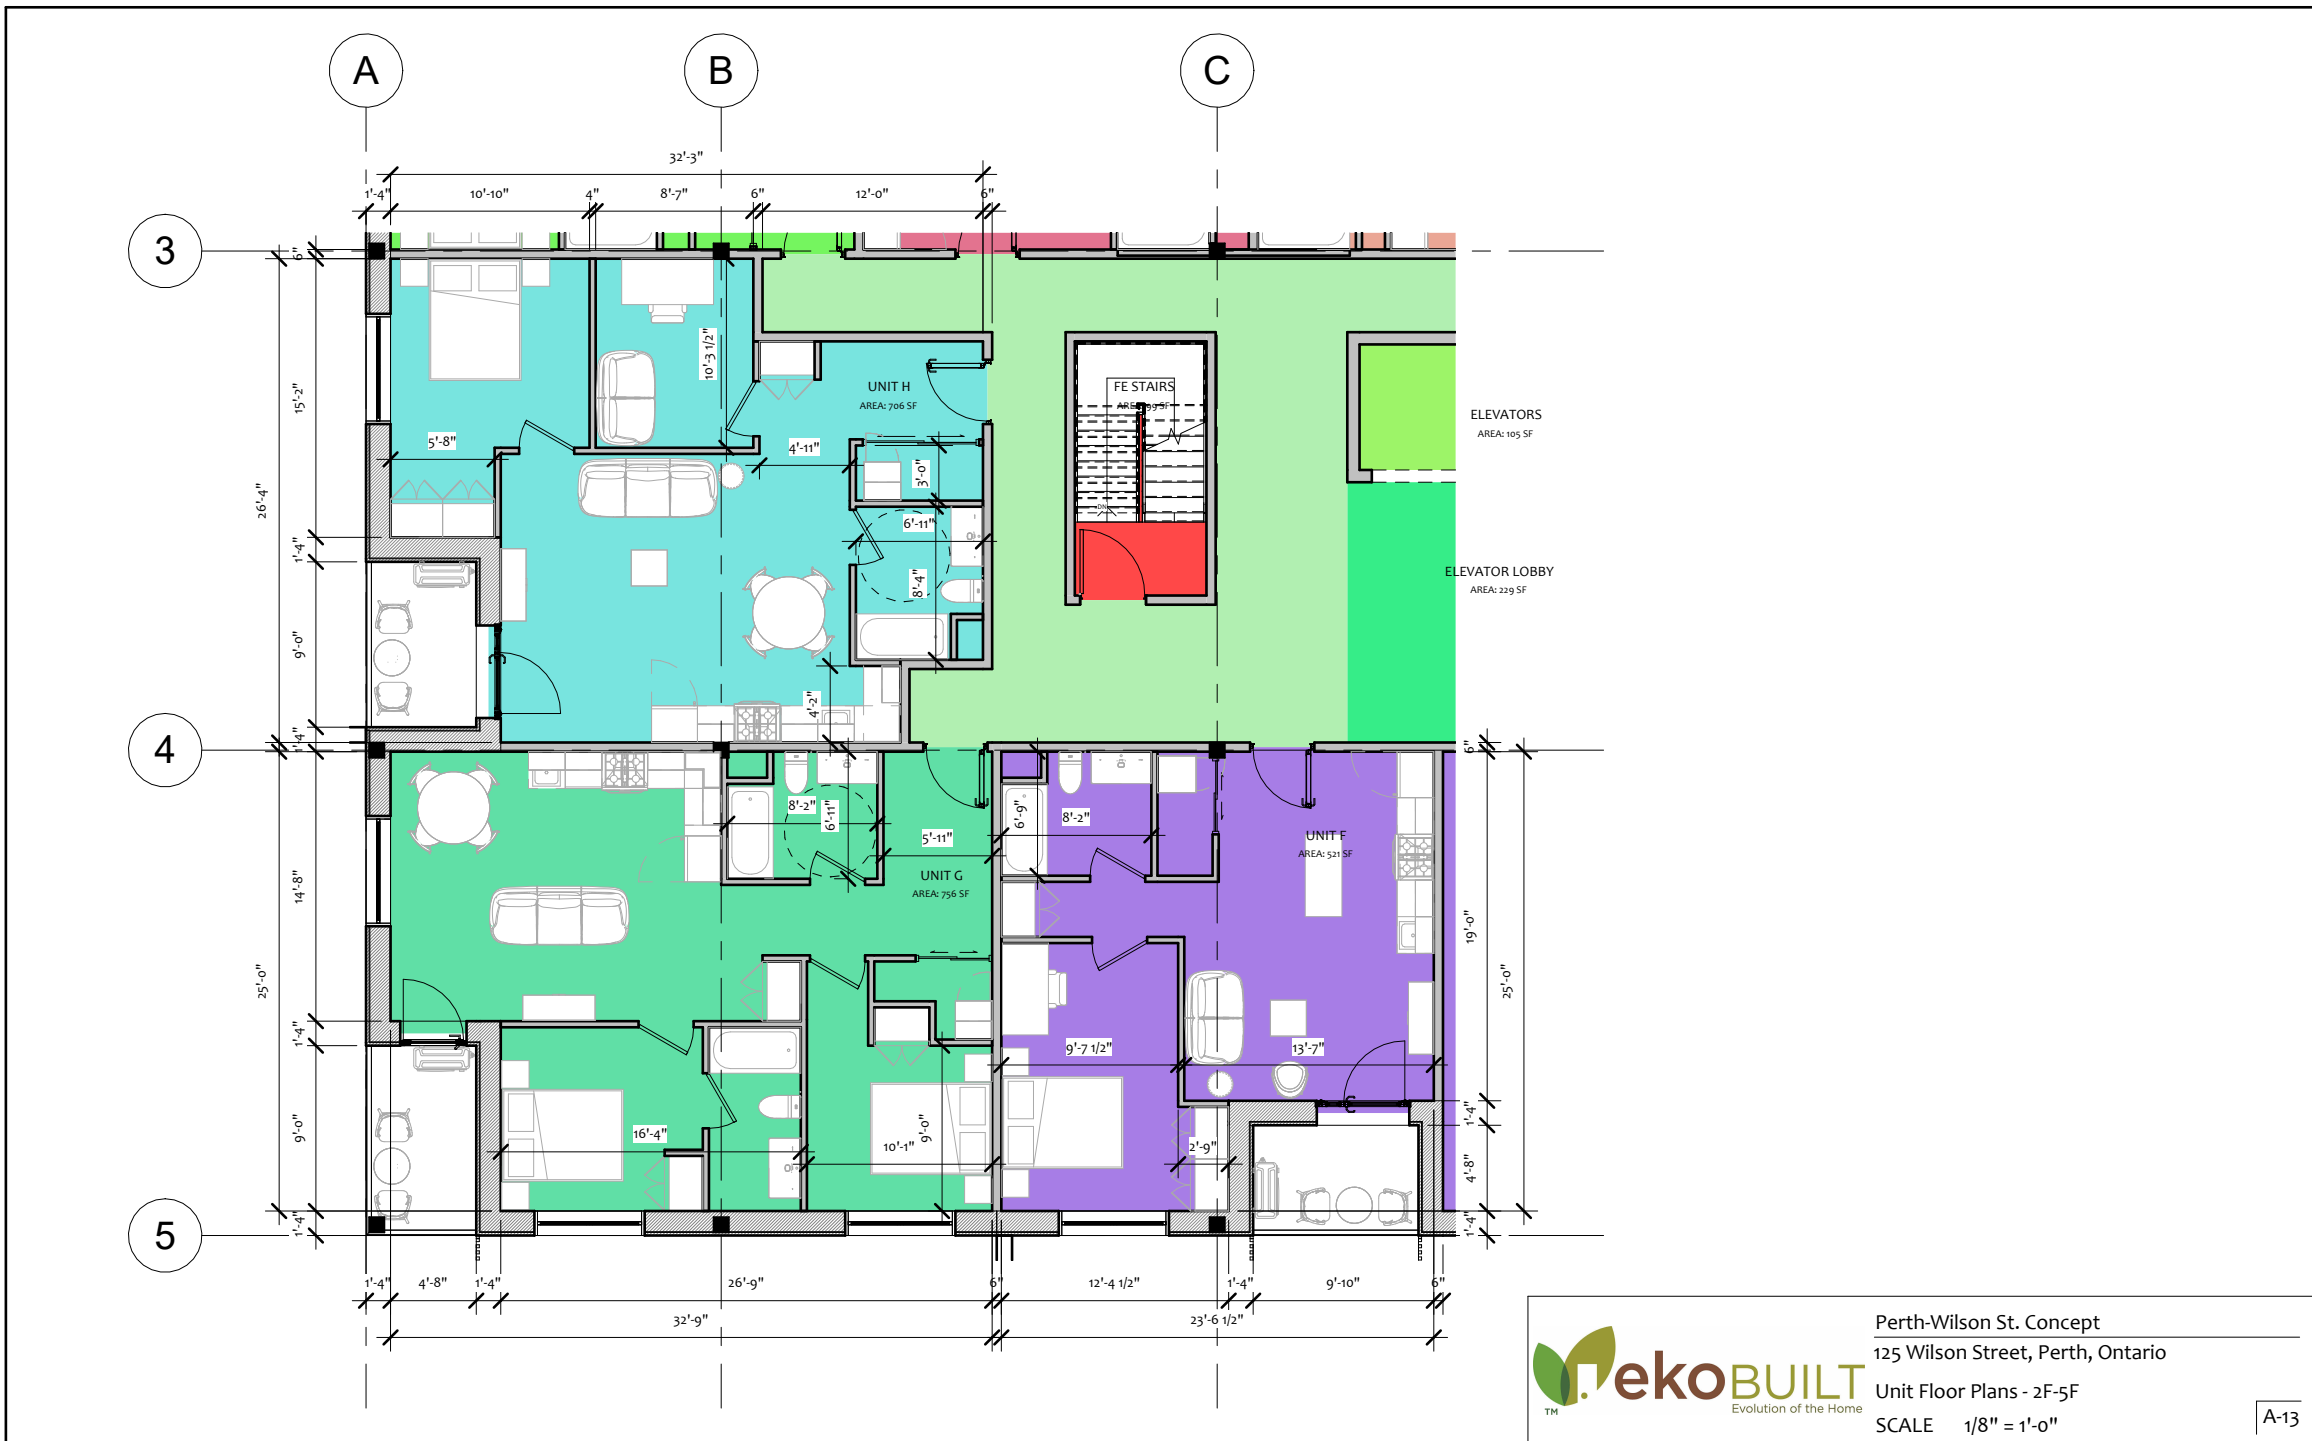 A
B
C
32'-3"
1'-4"
10'-10"
4"
8'-7"
6"
12'-0"
6"
3
6"
15'-2"
26'-4"
1'-4"
9'-0"
1'-4"
10'-3 1/2"
UNIT H
AREA: 706 SF
5'-8"
4'-11"
3'-0"
6'-11"
8'-4"
4'-2"
FE STAIRS
DN
ELEVATORS
AREA: 105 SF
ELEVATOR LOBBY
AREA: 229 SF
4
14'-8"
25'-0"
1'-4"
9'-0"
1'-4"
8'-2"
6'-11"
5'-11"
UNIT G
AREA: 756 SF
16'-4"
10'-1"
9'-0"
6'-9"
8'-2"
UNIT F
AREA: 521 SF
9'-7 1/2"
13'-7"
2'-9"
6"
19'-0"
25'-0"
1'-4"
4'-8"
1'-4"
5
1'-4"
4'-8"
1'-4"
26'-9"
6"
12'-4 1/2"
1'-4"
9'-10"
6"
32'-9"
23'-6 1/2"
TM
ekoBUILT
Evolution of the Home
Perth-Wilson St. Concept
125 Wilson Street, Perth, Ontario
Unit Floor Plans - 2F-5F
SCALE 1/8" = 1'-0"
A-13